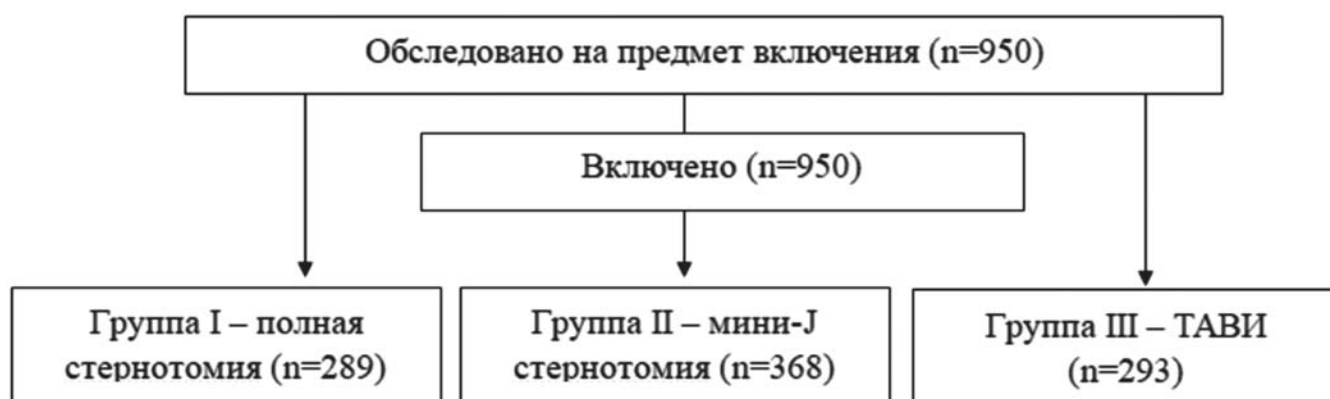 Обследовано на предмет включения (n=950)
Включено (n=950)
Группа I – полная
стернотомия (n=289)
Группа II – мини-J
стернотомия (n=368)
Группа III – ТАВИ
(n=293)